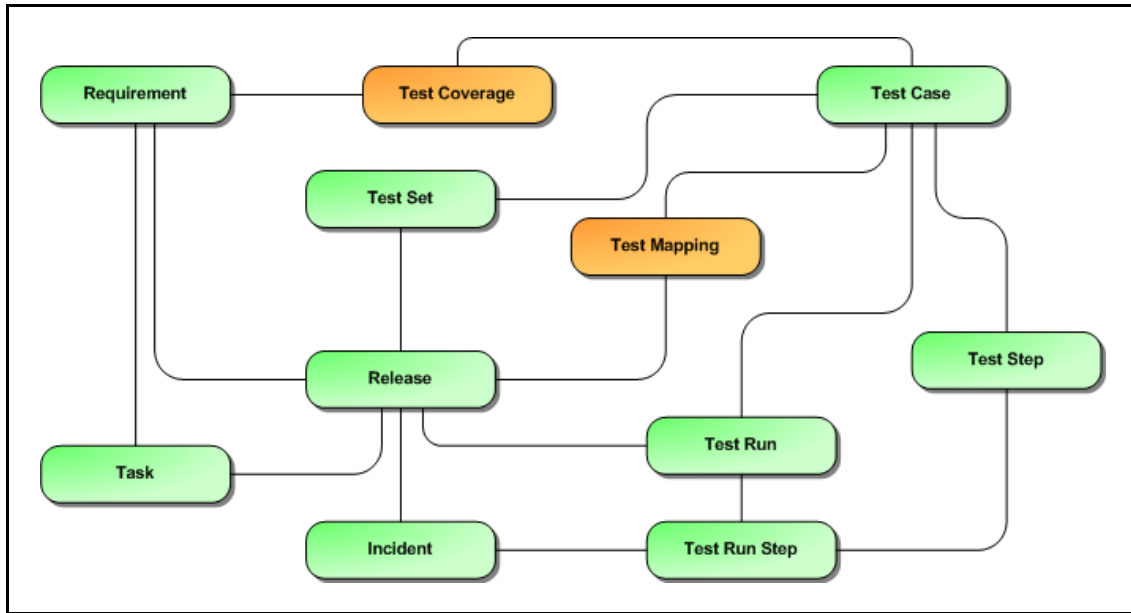 Requirement
Test Coverage
Test Case
Test Set
Test Mapping
Test Step
Release
Test Run
Task
Incident
Test Run Step